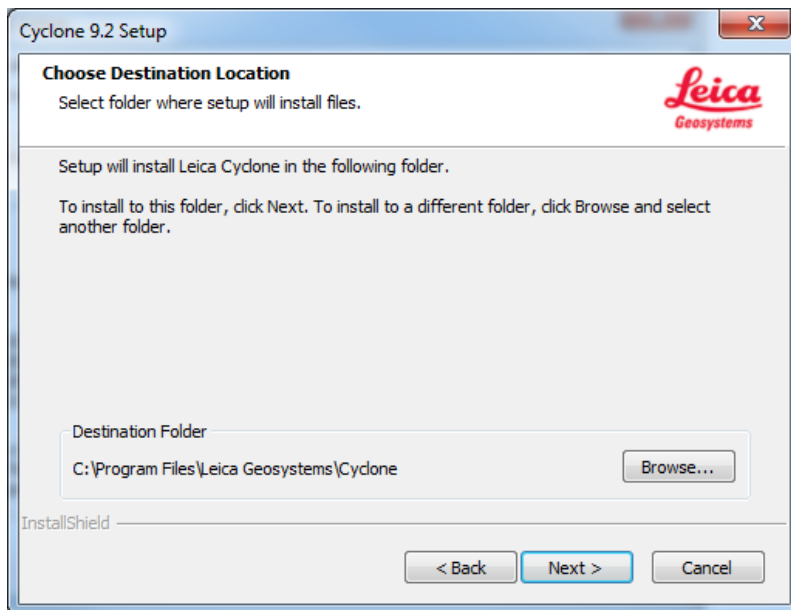 Cyclone 9.2 Setup
X
Choose Destination Location
Select folder where setup will install files.
Leica
Geosystems
Setup will install Leica Cyclone in the following folder.
To install to this folder, click Next. To install to a different folder, click Browse and select
another folder.
Destination Folder
C:\Program Files\Leica Geosystems\Cyclone
Browse...
InstallShield
< Back
Next >
Cancel